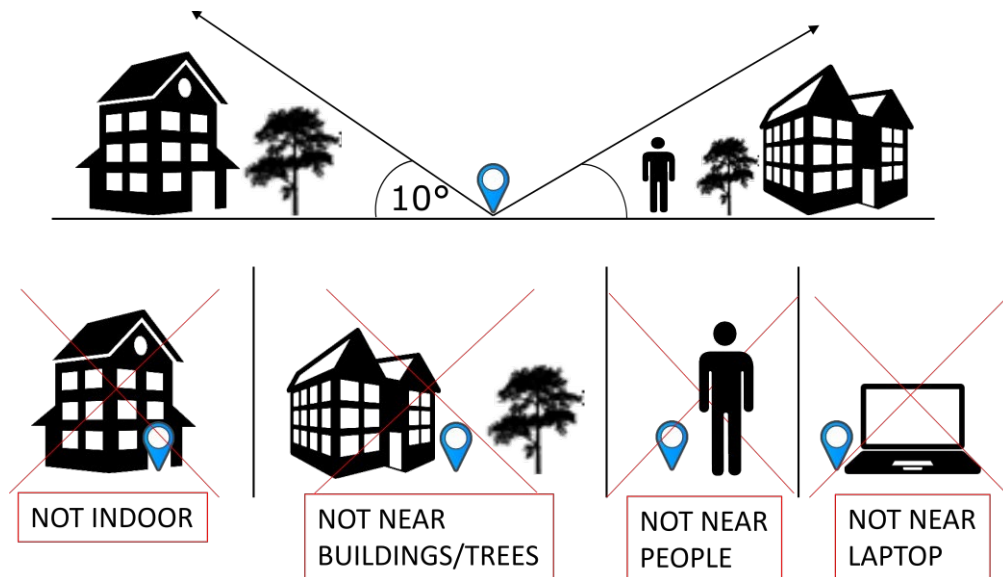 10°
NOT INDOOR
NOT NEAR
BUILDINGS/TREES
NOT NEAR
PEOPLE
NOT NEAR
LAPTOP